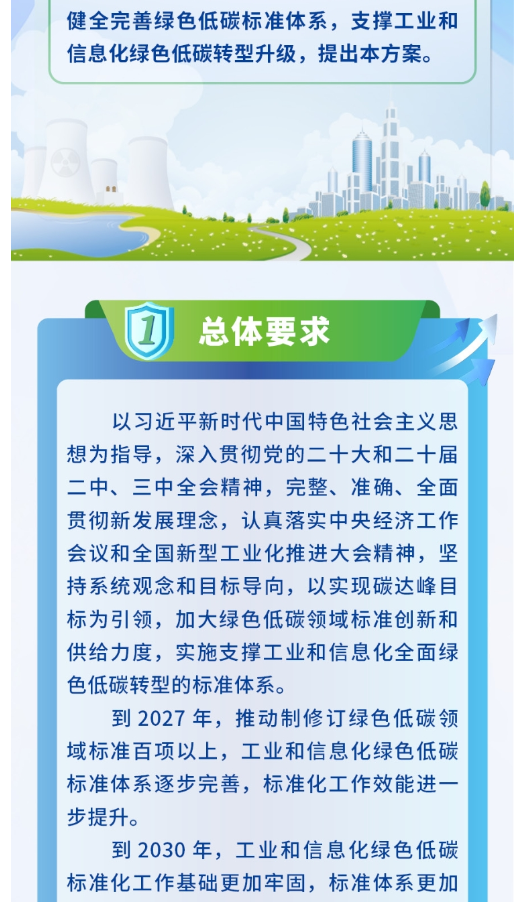 健全完善绿色低碳标准体系，支撑工业和
信息化绿色低碳转型升级，提出本方案。
1 总体要求
以习近平新时代中国特色社会主义思
想为指导，深入贯彻党的二十大和二十届
二中、三中全会精神，完整、准确、全面
贯彻新发展理念，认真落实中央经济工作
会议和全国新型工业化推进大会精神，坚
持系统观念和目标导向，以实现碳达峰目
标为引领，加大绿色低碳领域标准创新和
供给力度，实施支撑工业和信息化全面绿
色低碳转型的标准体系。
到 2027 年，推动制修订绿色低碳领
域标准百项以上，工业和信息化绿色低碳
标准体系逐步完善，标准化工作效能进一
步提升。
到 2030 年，工业和信息化绿色低碳
标准化工作基础更加牢固，标准体系更加